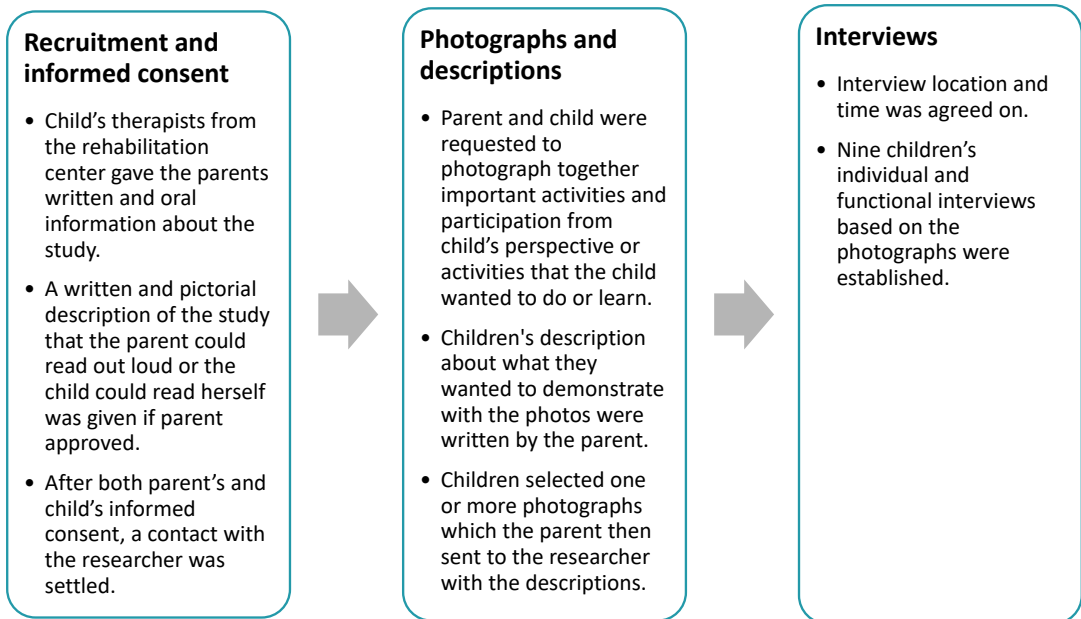 Recruitment and
informed consent
• Child's therapists from
the rehabilitation
center gave the parents
written and oral
information about the
study.
• A written and pictorial
description of the study
that the parent could
read out loud or the
child could read herself
was given if parent
approved.
• After both parent's and
child's informed
consent, a contact with
the researcher was
settled.
Photographs and
descriptions
• Parent and child were
requested to
photograph together
important activities and
participation from
child's perspective or
activities that the child
wanted to do or learn.
• Children's description
about what they
wanted to demonstrate
with the photos were
written by the parent.
• Children selected one
or more photographs
which the parent then
sent to the researcher
with the descriptions.
Interviews
• Interview location and
time was agreed on.
• Nine children's
individual and
functional interviews
based on the
photographs were
established.